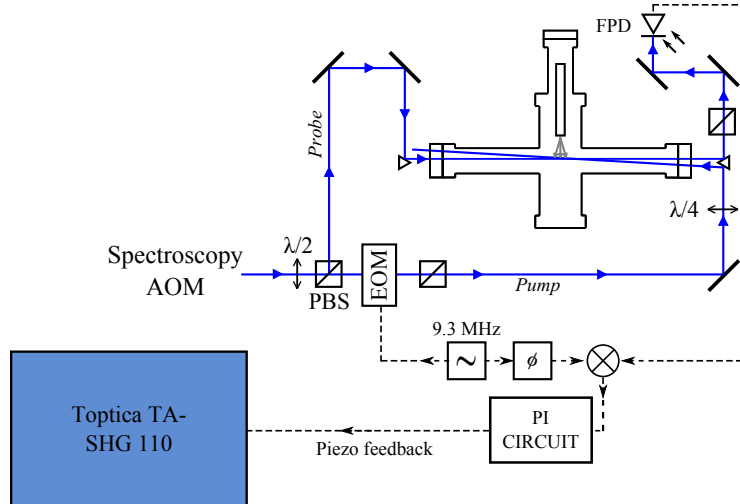 FPD
Probe
λ/4
Spectroscopy
AOM
λ/2
PBS
EOM
Pump
9.3 MHz
~
ϕ
Toptica TA-
SHG 110
PI
CIRCUIT
Piezo feedback